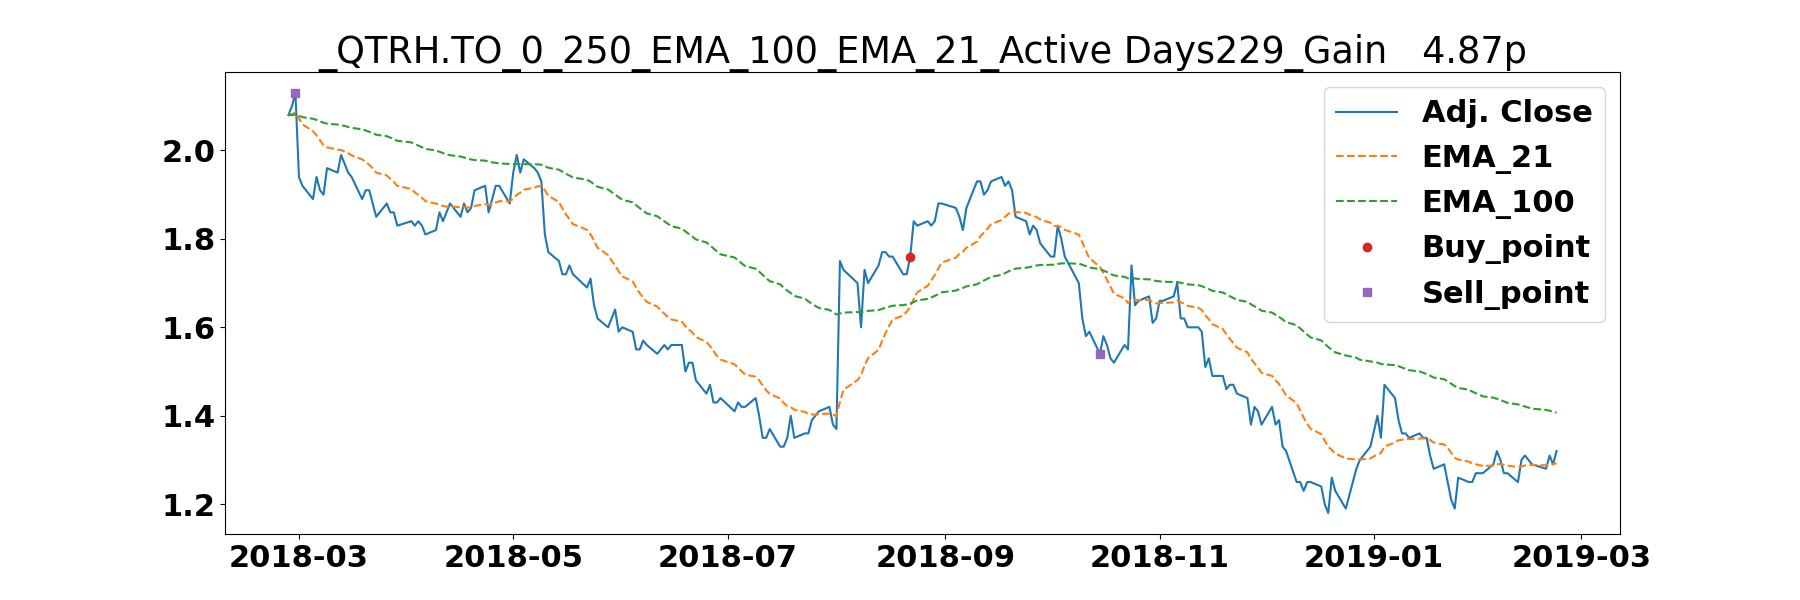 _QTRH.TO_0_250_EMA_100_EMA_21_Active Days229_Gain   4.87p
Adj. Close
EMA_21
EMA_100
Buy_point
Sell_point
2.0
1.8
1.6
1.4
1.2
2018-03 2018-05 2018-07 2018-09 2018-11 2019-01 2019-03